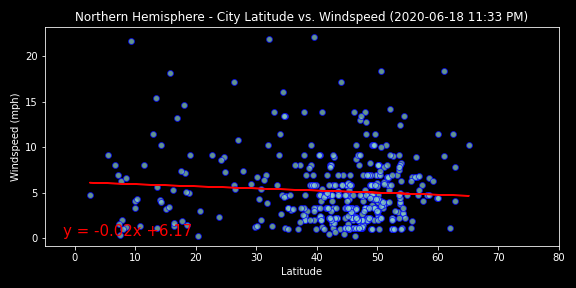 Northern Hemisphere - City Latitude vs. Windspeed (2020-06-18 11:33 PM)
Windspeed (mph)
20
15
10
5
0
y = -0.02x +6.17
0 10 20 30 40 50 60 70 80
Latitude